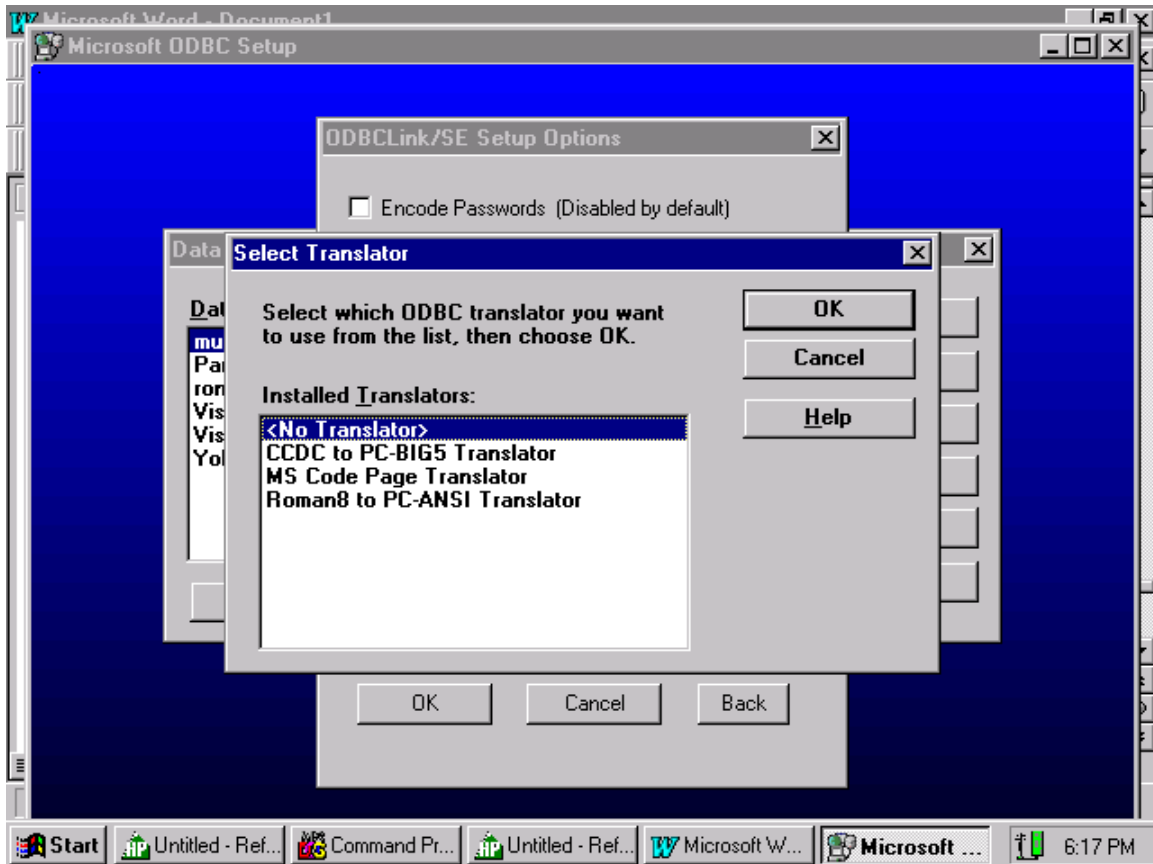 Microsoft Word - Document1
Microsoft ODBC Setup
ODBCLink/SE Setup Options
Encode Passwords (Disabled by default)
Data
Select Translator
Select which ODBC translator you want
to use from the list, then choose OK.
OK
Cancel
Help
Installed Translators:
<No Translator>
CCDC to PC-BIG5 Translator
MS Code Page Translator
Roman8 to PC-ANSI Translator
Dat
mu
Par
rom
Vis
Vis
Yol
OK
Cancel
Back
Start
Untitled - Ref...
Command Pr...
Untitled - Ref...
Microsoft W...
Microsoft ...
6:17 PM